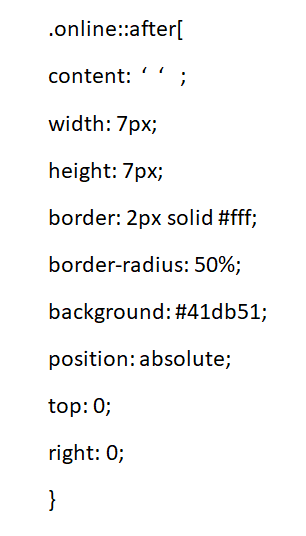 .online::after[
content: ‘ ‘ ;
width: 7px;
height: 7px;
border: 2px solid #fff;
border-radius: 50%;
background: #41db51;
position: absolute;
top: 0;
right: 0;
}